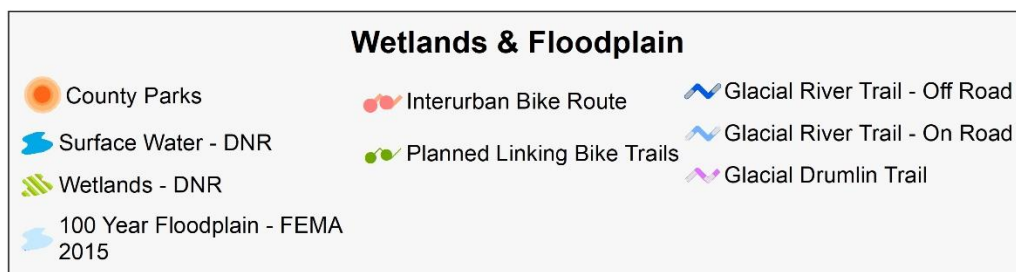 Wetlands & Floodplain
County Parks
Surface Water - DNR
Wetlands - DNR
100 Year Floodplain - FEMA
2015
Interurban Bike Route
Planned Linking Bike Trails
Glacial River Trail - Off Road
Glacial River Trail - On Road
Glacial Drumlin Trail